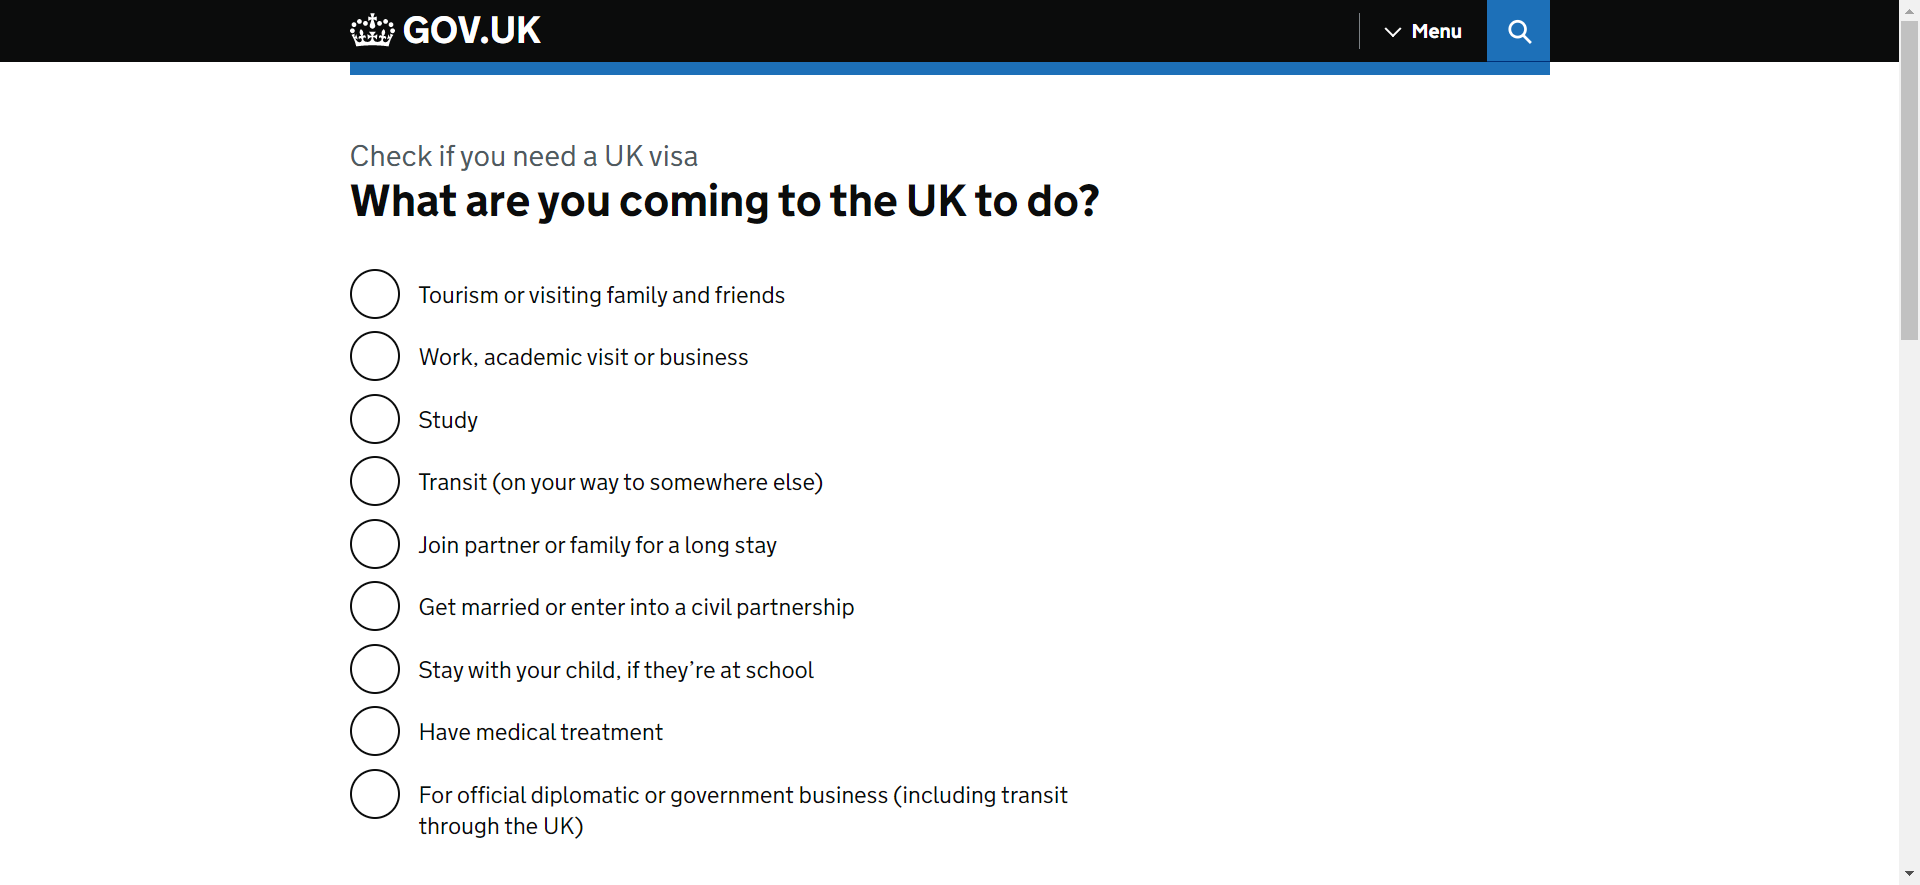 GOV.UK
Menu
Check if you need a UK visa
What are you coming to the UK to do?
Tourism or visiting family and friends
Work, academic visit or business
Study
Transit (on your way to somewhere else)
Join partner or family for a long stay
Get married or enter into a civil partnership
Stay with your child, if they’re at school
Have medical treatment
For official diplomatic or government business (including transit
through the UK)